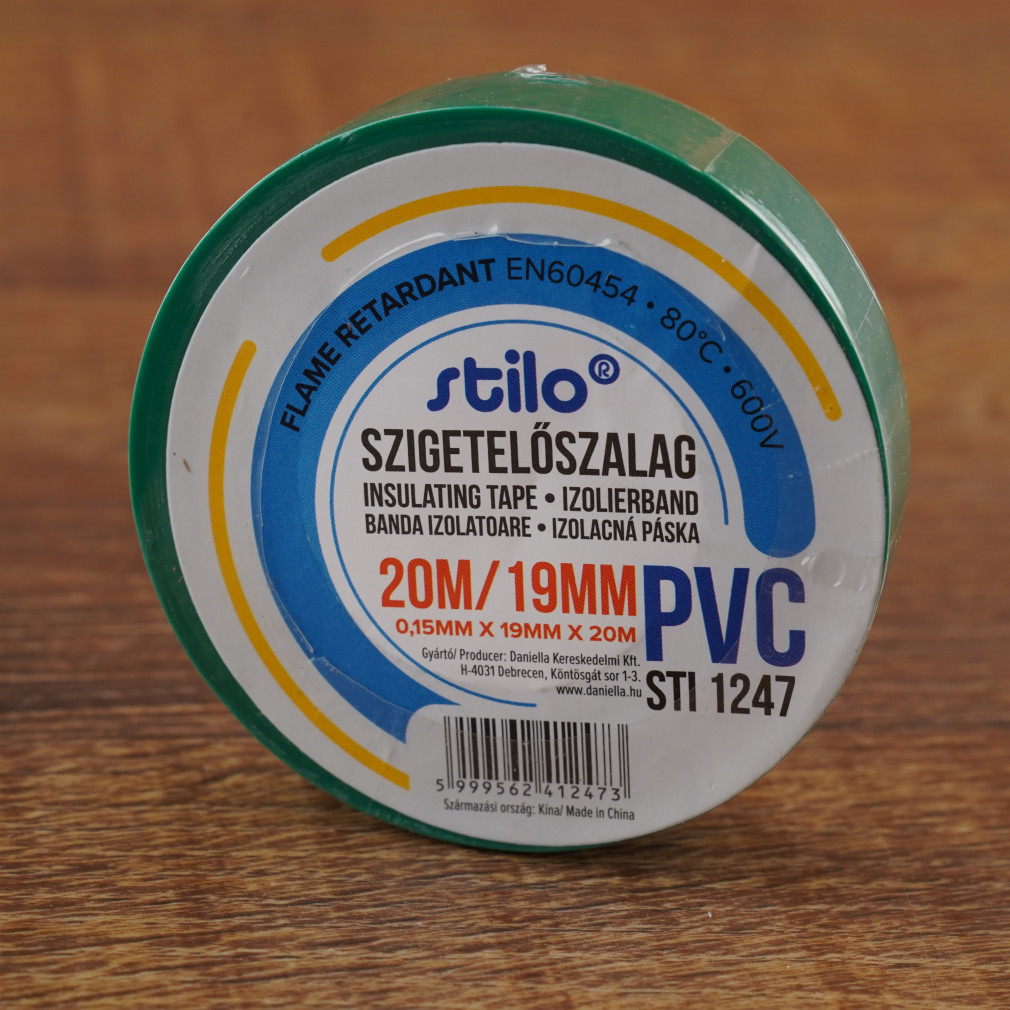 FLAME RETARDANT EN60454 • 80°C • 600V
stilo®
SZIGETELŐSZALAG
INSULATING TAPE • IZOLIERBAND
BANDA IZOLATOARE • IZOLACNÁ PÁSKA
20M/19MM
0,15MM X 19MM X 20M
PVC
Gyártó/ Producer: Daniella Kereskedelmi Kft.
H-4031 Debrecen, Köntösgát sor 1-3.
www.daniella.hu
STI 1247
5 999562 412473
Származási ország: Kína/ Made in China